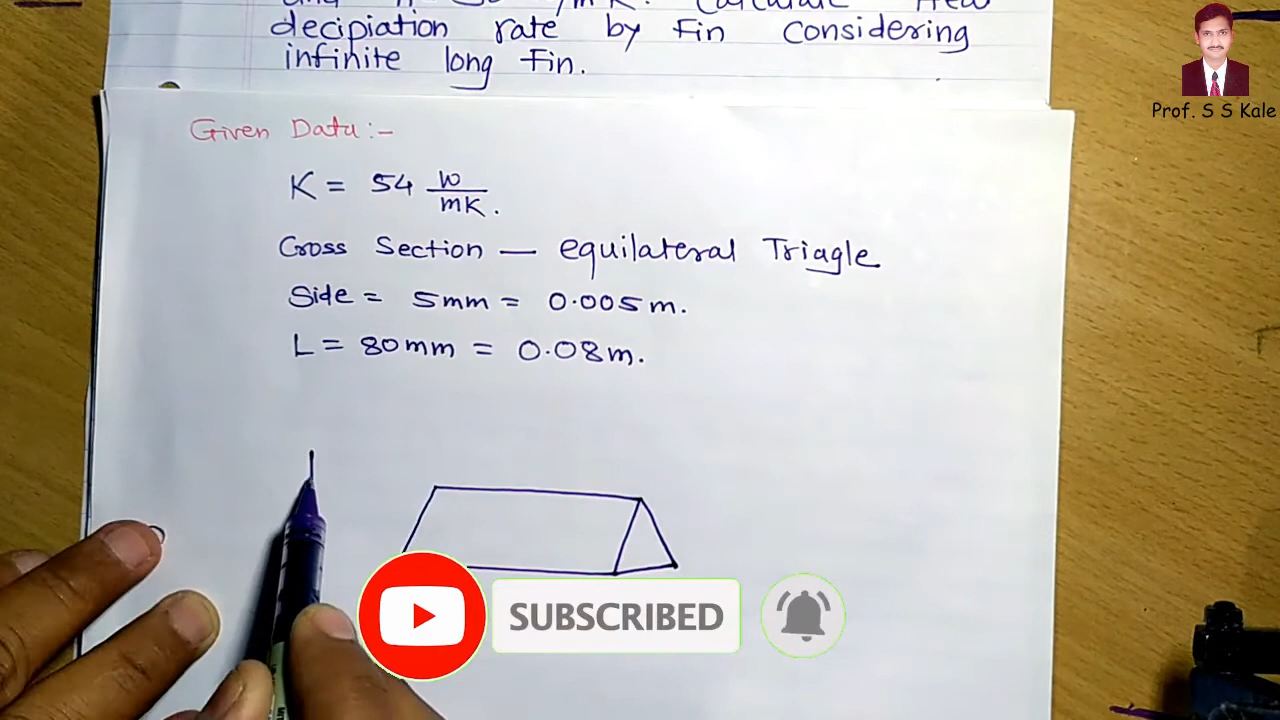 decipiation rate by Fin considering
infinite long Fin.
Prof. S S Kale
Given Data:-
K = 54 W/mK.
Cross Section — equilateral Triagle
Side = 5mm = 0.005m.
L = 80mm = 0.08m.
SUBSCRIBED